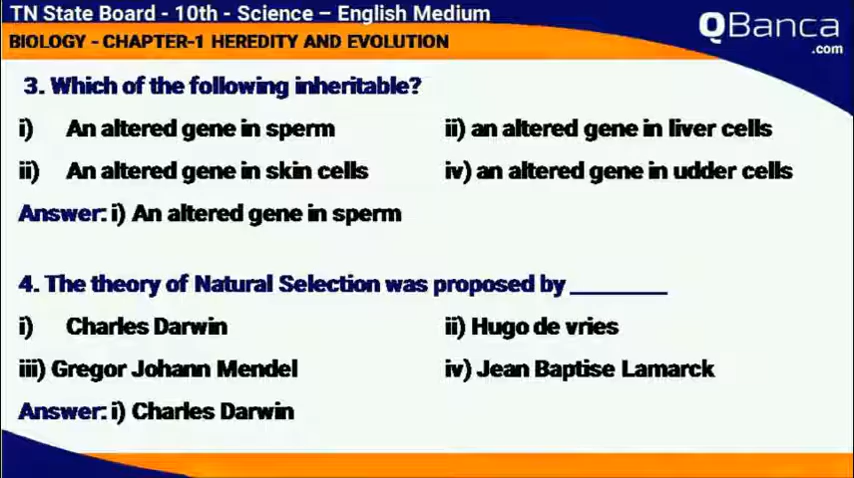 TN State Board - 10th - Science – English Medium
QBanca
.com
BIOLOGY - CHAPTER-1 HEREDITY AND EVOLUTION
3. Which of the following inheritable?
i) An altered gene in sperm ii) an altered gene in liver cells
ii) An altered gene in skin cells iv) an altered gene in udder cells
Answer: i) An altered gene in sperm
4. The theory of Natural Selection was proposed by ________
i) Charles Darwin ii) Hugo de vries
iii) Gregor Johann Mendel iv) Jean Baptise Lamarck
Answer: i) Charles Darwin